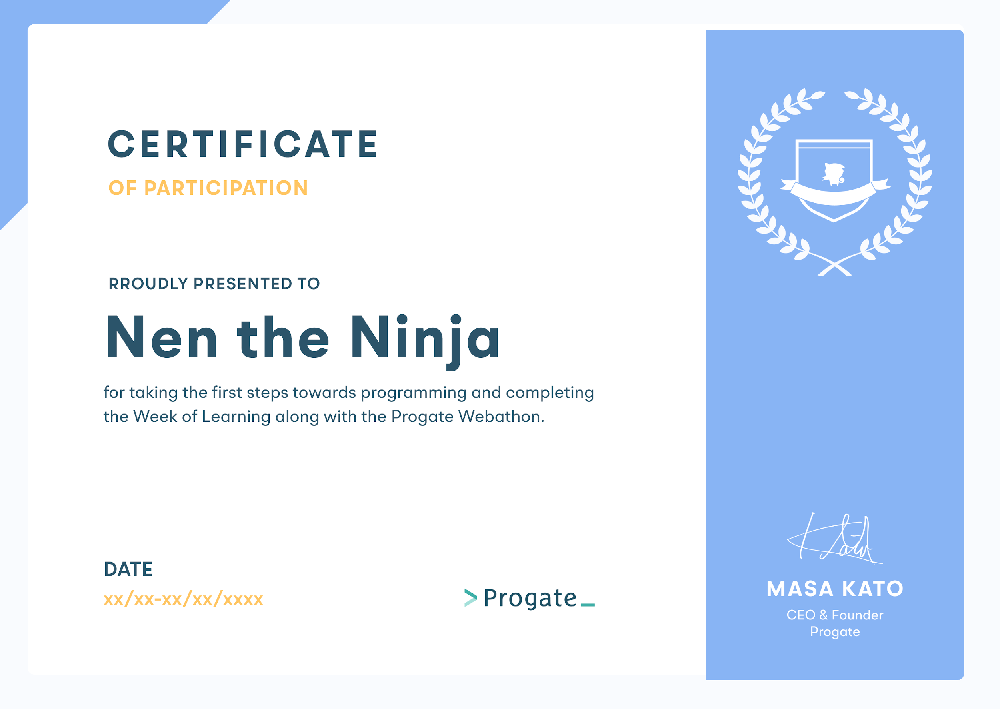 CERTIFICATE
OF PARTICIPATION
RROUDLY PRESENTED TO
Nen the Ninja
for taking the first steps towards programming and completing
the Week of Learning along with the Progate Webathon.
DATE
xx/xx-xx/xx/xxxx
Progate
MASA KATO
CEO & Founder
Progate